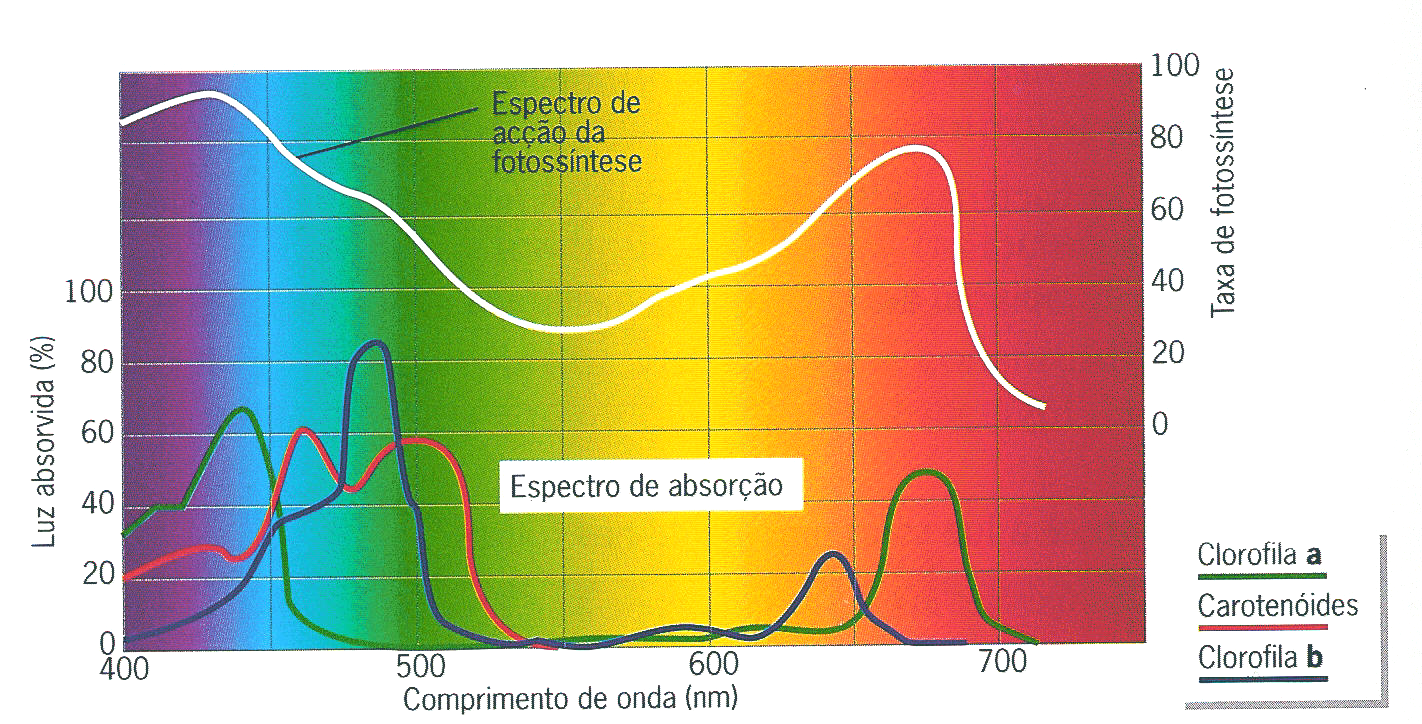 Espectro de
acção da
fotossíntese
100
80
60
40
20
0
Taxa de fotossíntese
100
80
60
40
20
0
Luz absorvida (%)
Espectro de absorção
400
500
600
700
Comprimento de onda (nm)
Clorofila a
Carotenóides
Clorofila b